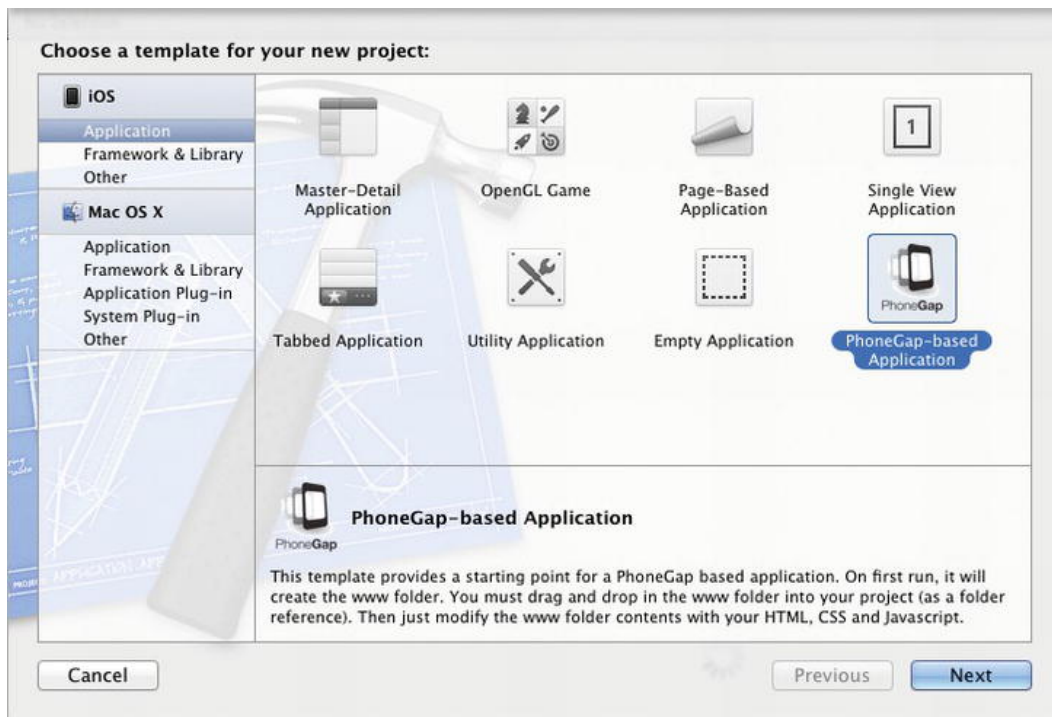 Choose a template for your new project:
iOS
Application
Framework & Library
Other
Mac OS X
Application
Framework & Library
Application Plug-in
System Plug-in
Other
Master-Detail
Application
OpenGL Game
Page-Based
Application
1
Single View
Application
Tabbed Application
Utility Application
Empty Application
PhoneGap
PhoneGap-based
Application
PhoneGap
PhoneGap-based Application
This template provides a starting point for a PhoneGap based application. On first run, it will
create the www folder. You must drag and drop in the www folder into your project (as a folder
reference). Then just modify the www folder contents with your HTML, CSS and Javascript.
Cancel
Previous
Next